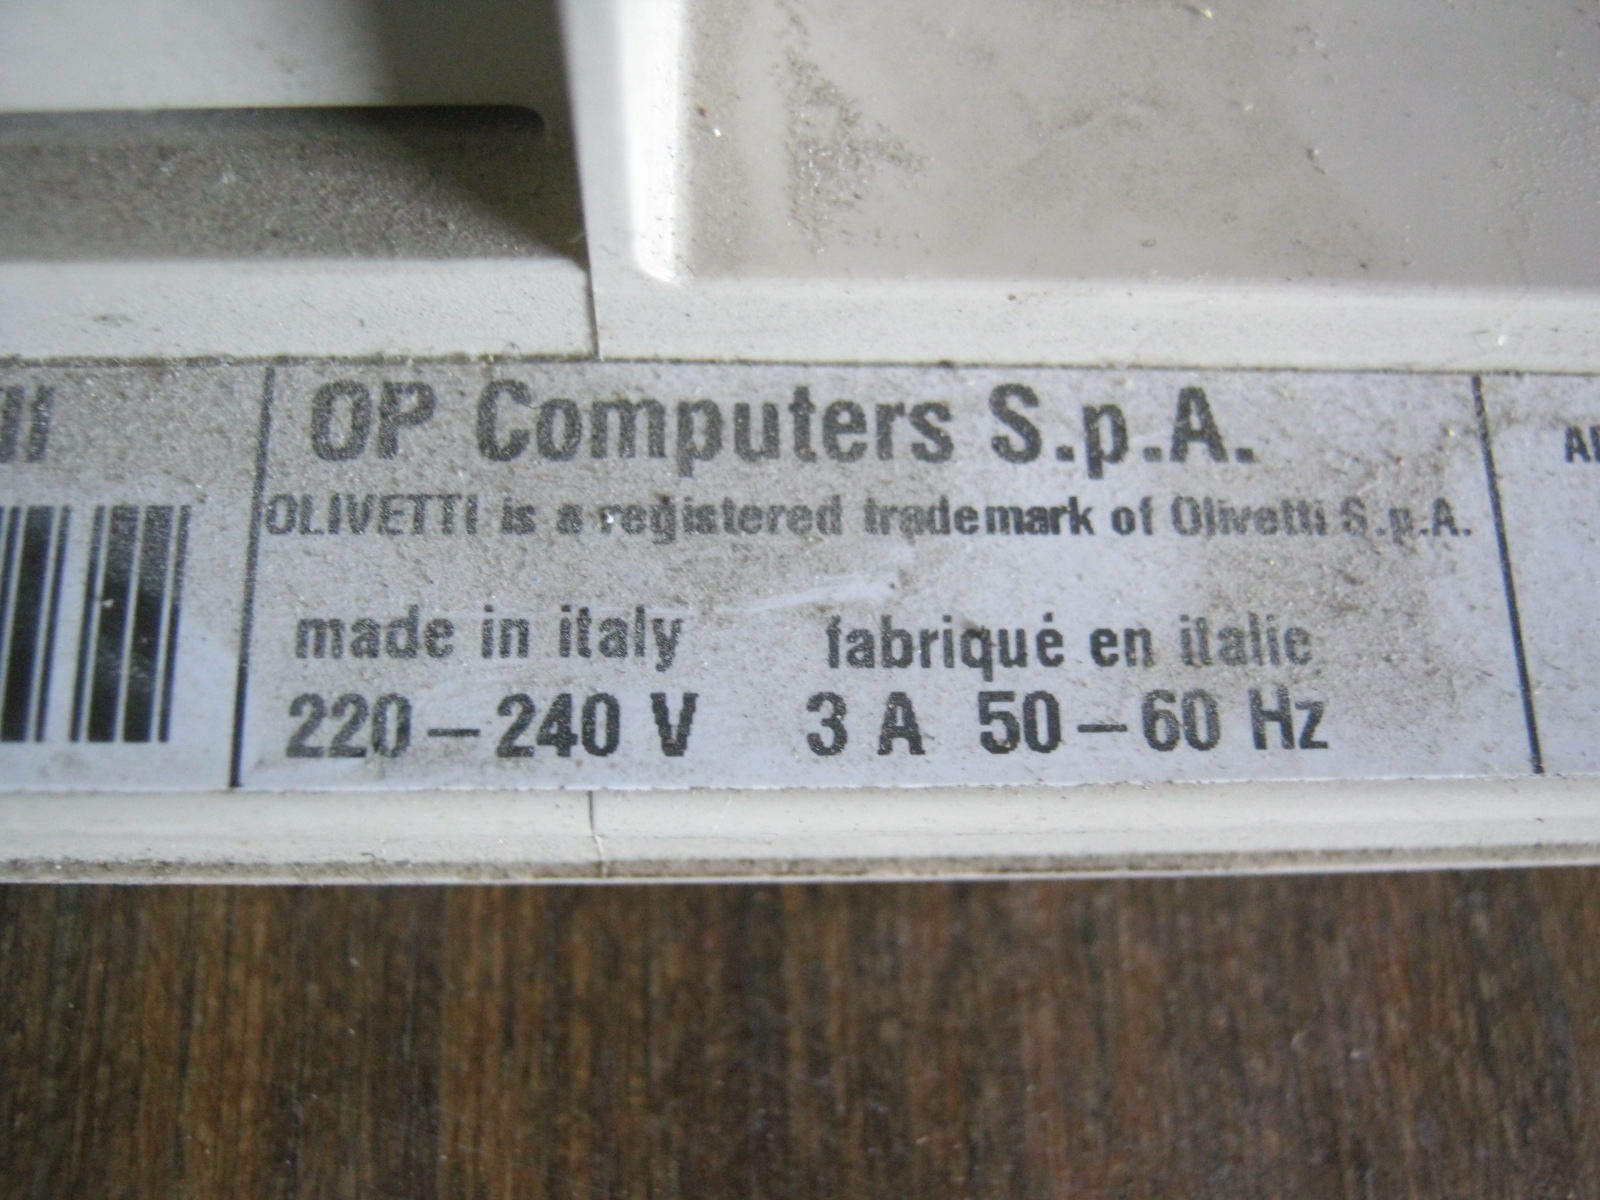 OP Computers S.p.A.
OLIVETTI is a registered trademark of Olivetti S.p.A.
made in italy fabriqué en italie
220-240 V 3 A 50-60 Hz